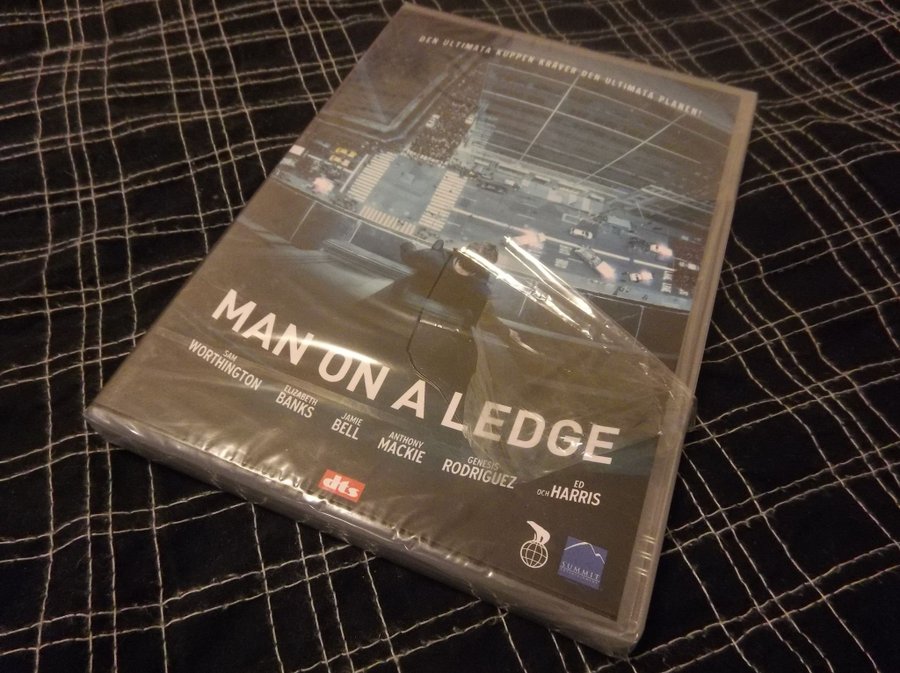 DEN ULTIMATA KUPPEN KRÄVER DEN ULTIMATA PLANEN!
MAN ON A LEDGE
SAM WORTHINGTON
ELIZABETH BANKS
JAMIE BELL
ANTHONY MACKIE
GENESIS RODRIGUEZ
OCH ED HARRIS
dts
SUMMIT